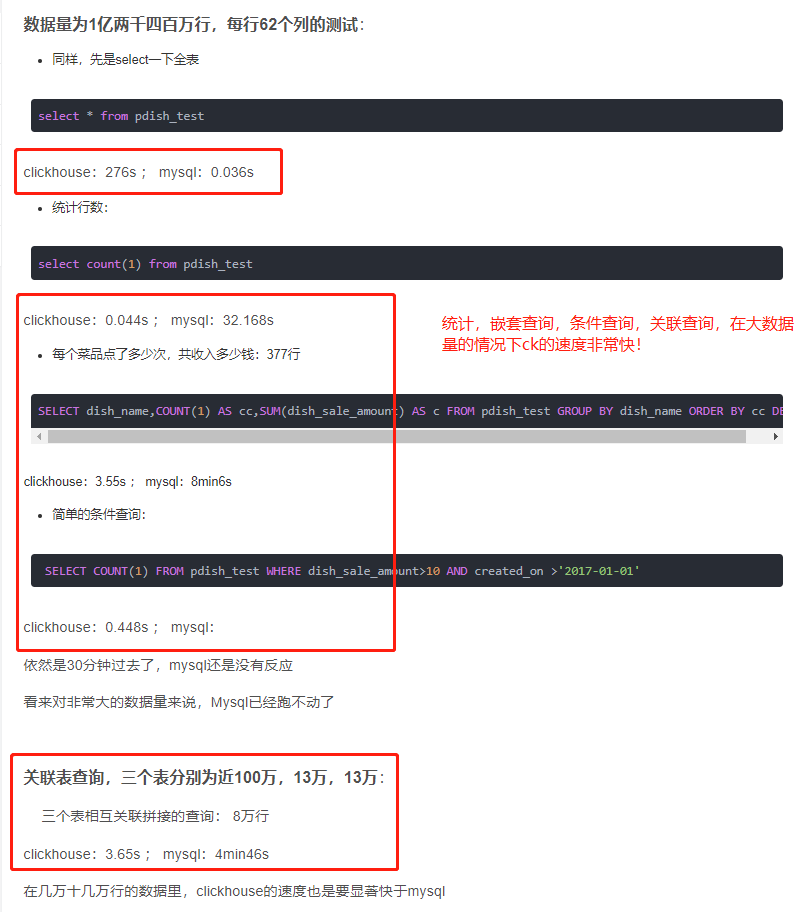 数据量为1亿两千四百万行，每行62个列的测试：
同样，先是select一下全表
select * from pdish_test
clickhouse：276s ； mysql：0.036s
统计行数：
select count(1) from pdish_test
clickhouse：0.044s ； mysql：32.168s
统计，嵌套查询，条件查询，关联查询，在大数据
量的情况下ck的速度非常快！
每个菜品点了多少次，共收入多少钱：377行
SELECT dish_name,COUNT(1) AS cc,SUM(dish_sale_amount) AS c FROM pdish_test GROUP BY dish_name ORDER BY cc DE
clickhouse：3.55s ； mysql：8min6s
简单的条件查询：
SELECT COUNT(1) FROM pdish_test WHERE dish_sale_amount>10 AND created_on >'2017-01-01'
clickhouse：0.448s ； mysql：
依然是30分钟过去了，mysql还是没有反应
看来对非常大的数据量来说，Mysql已经跑不动了
关联表查询，三个表分别为近100万，13万，13万：
三个表相互关联拼接的查询： 8万行
clickhouse：3.65s ； mysql：4min46s
在几万十几万行的数据里，clickhouse的速度也是要显著快于mysql